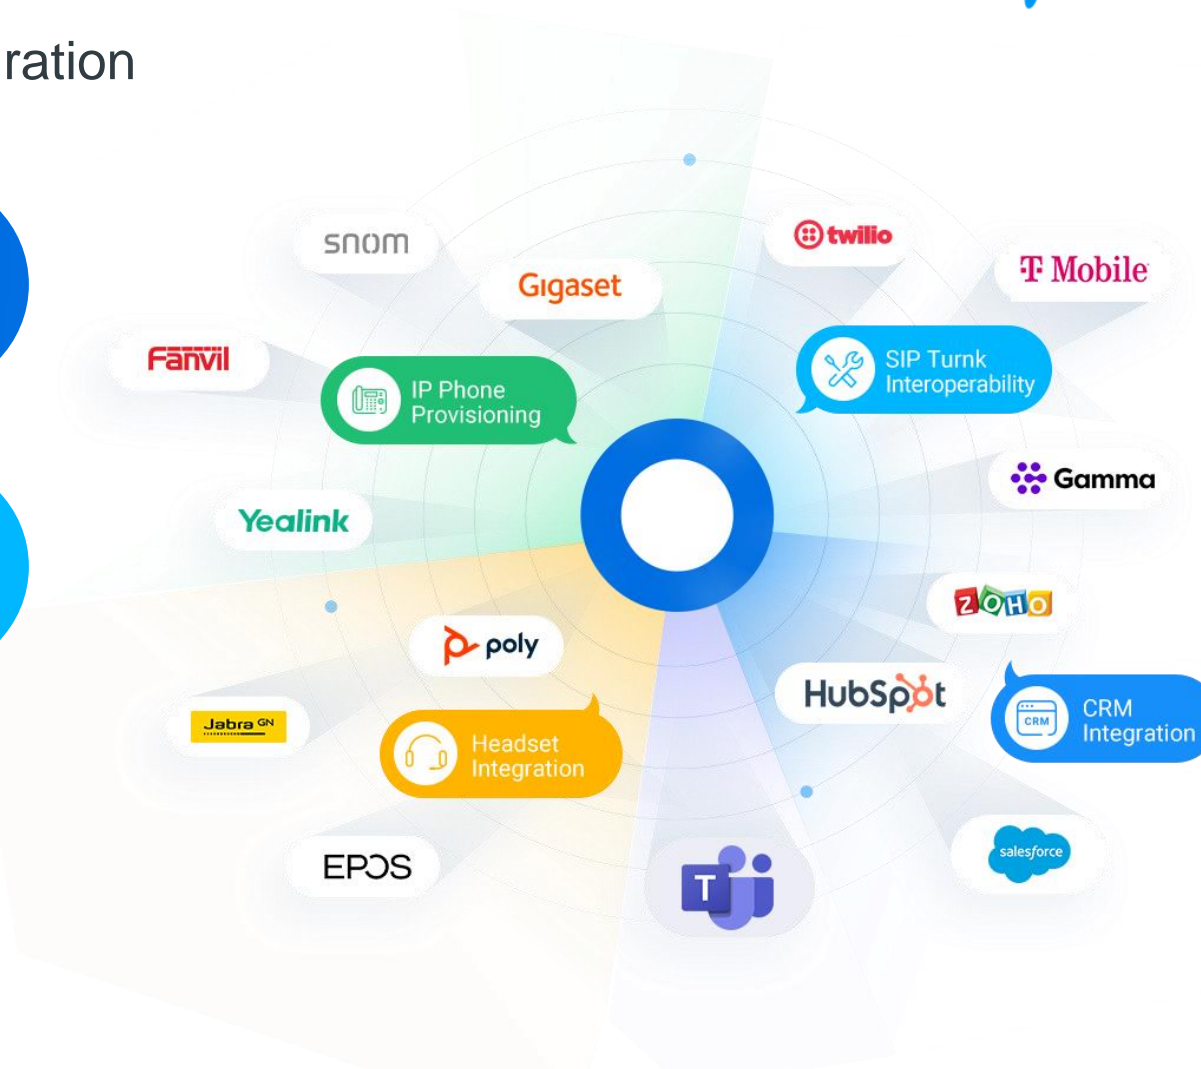 ration
snom
Gigaset
twilio
T Mobile
Fanvil
IP Phone
Provisioning
SIP Turnk
Interoperability
Gamma
Yealink
ZOHO
poly
HubSpot
Jabra GN
Headset
Integration
CRM
CRM
Integration
EPOS
T
salesforce